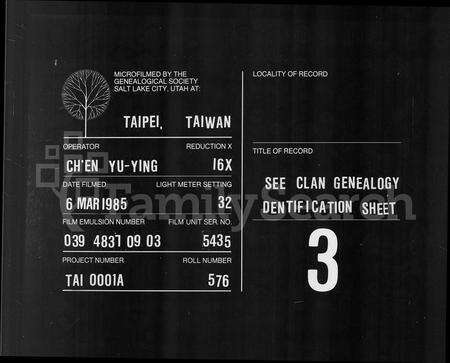 MICROFILMED BY THE
GENEALOGICAL SOCIETY
SALT LAKE CITY, UTAH AT:
TAIPEI, TAIWAN
OPERATOR REDUCTION X
CH'EN YU-YING 16X
DATE FILMED LIGHT METER SETTING
6 MAR 1985 32
FILM EMULSION NUMBER FILM UNIT SER. NO.
039 4837 09 03 5435
PROJECT NUMBER ROLL NUMBER
TAI 0001A 576
LOCALITY OF RECORD
TITLE OF RECORD
SEE CLAN GENEALOGY
DENTIFICATION SHEET
3
FamilySearch